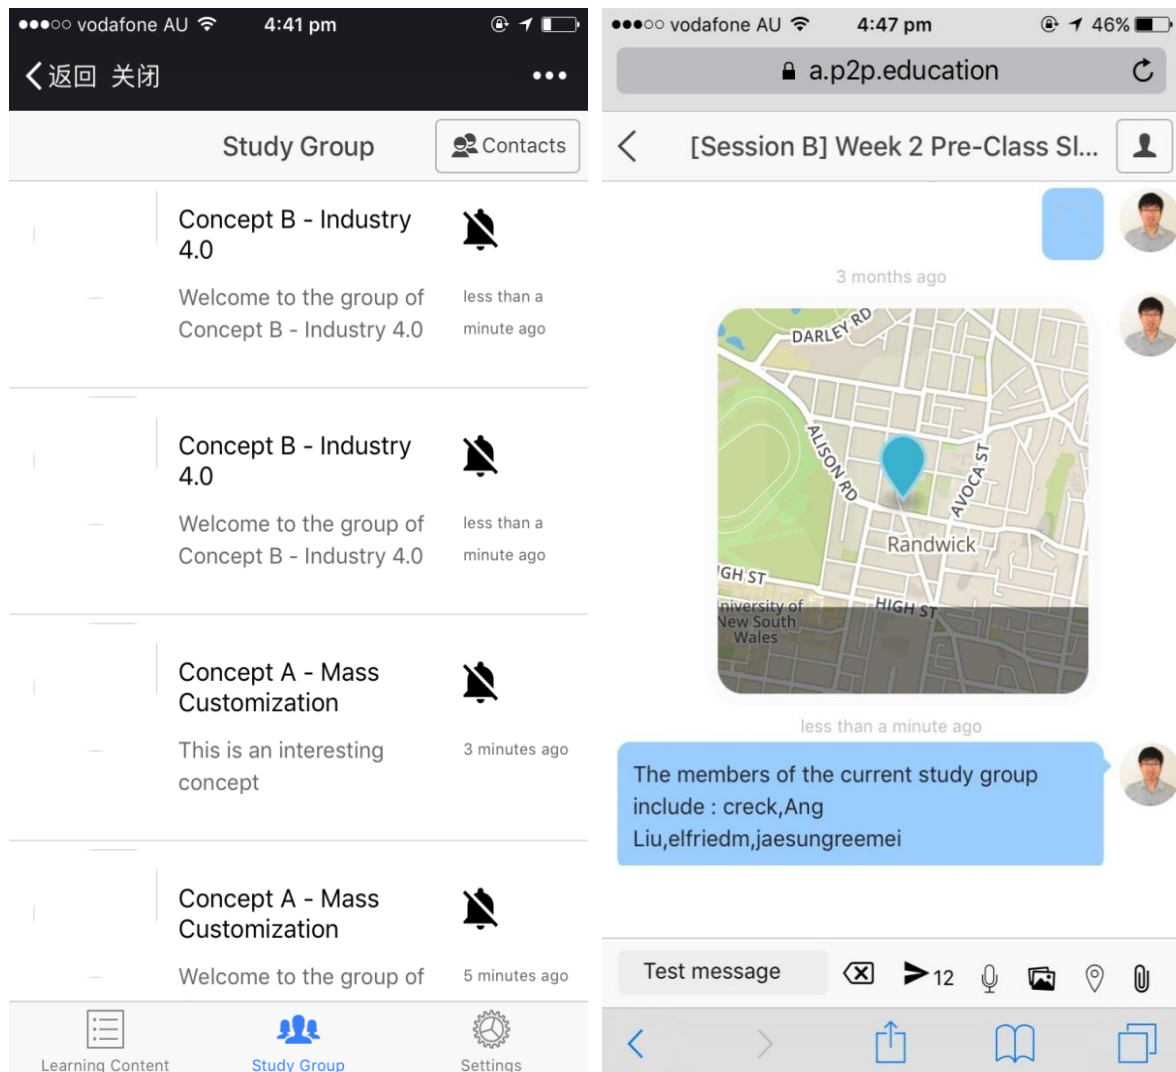 vodafone AU 4:41 pm
返回 关闭
Study Group Contacts
Concept B - Industry
4.0
Welcome to the group of
Concept B - Industry 4.0
less than a
minute ago
Concept B - Industry
4.0
Welcome to the group of
Concept B - Industry 4.0
less than a
minute ago
Concept A - Mass
Customization
This is an interesting
concept
3 minutes ago
Concept A - Mass
Customization
Welcome to the group of
5 minutes ago
Learning Content Study Group Settings
vodafone AU 4:47 pm 46%
a.p2p.education
[Session B] Week 2 Pre-Class Sl...
3 months ago
DARLEY RD
ALISON RD
AVOCA ST
Randwick
IGH ST
HIGH ST
niversity of
New South
Wales
less than a minute ago
The members of the current study group
include : creck,Ang
Liu,elfriedm,jaesungreemei
Test message 12